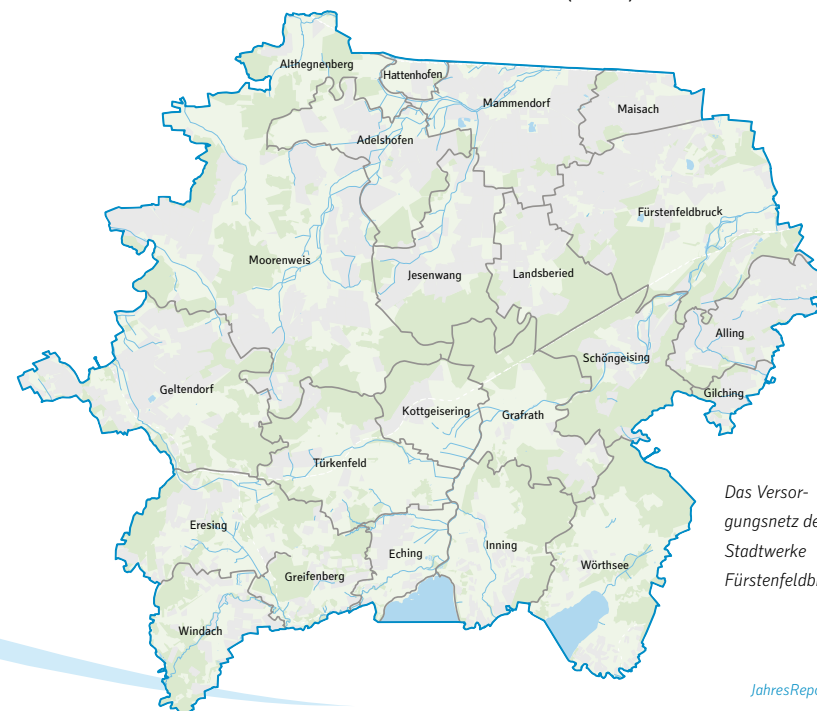 Althegnenberg
Hattenhofen
Mammendorf
Maisach
Adelshofen
Fürstenfeldbruck
Moorenweis
Jesenwang
Landsberied
Alling
Schöngeising
Geltendorf
Gilching
Kottgeisering
Grafrath
Türkenfeld
Das Versor-
gungsnetz de
Stadtwerke
Fürstenfeldb
Eresing
Inning
Eching
Wörthsee
Greifenberg
Windach
JahresRepo